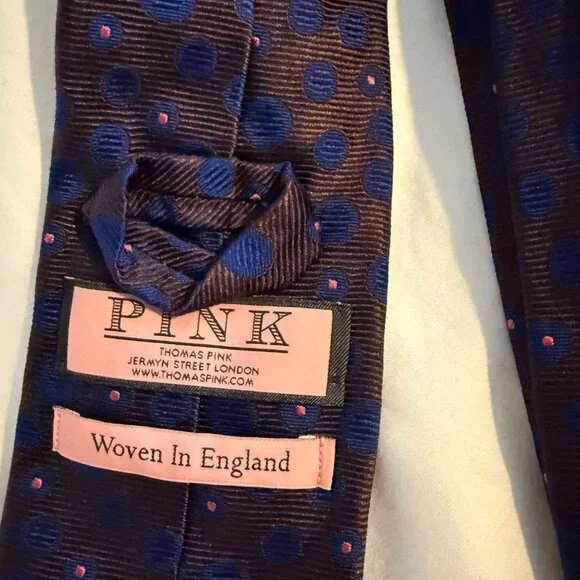 PINK
THOMAS PINK
JERMYN STREET LONDON
WWW.THOMASPINK.COM
Woven In England